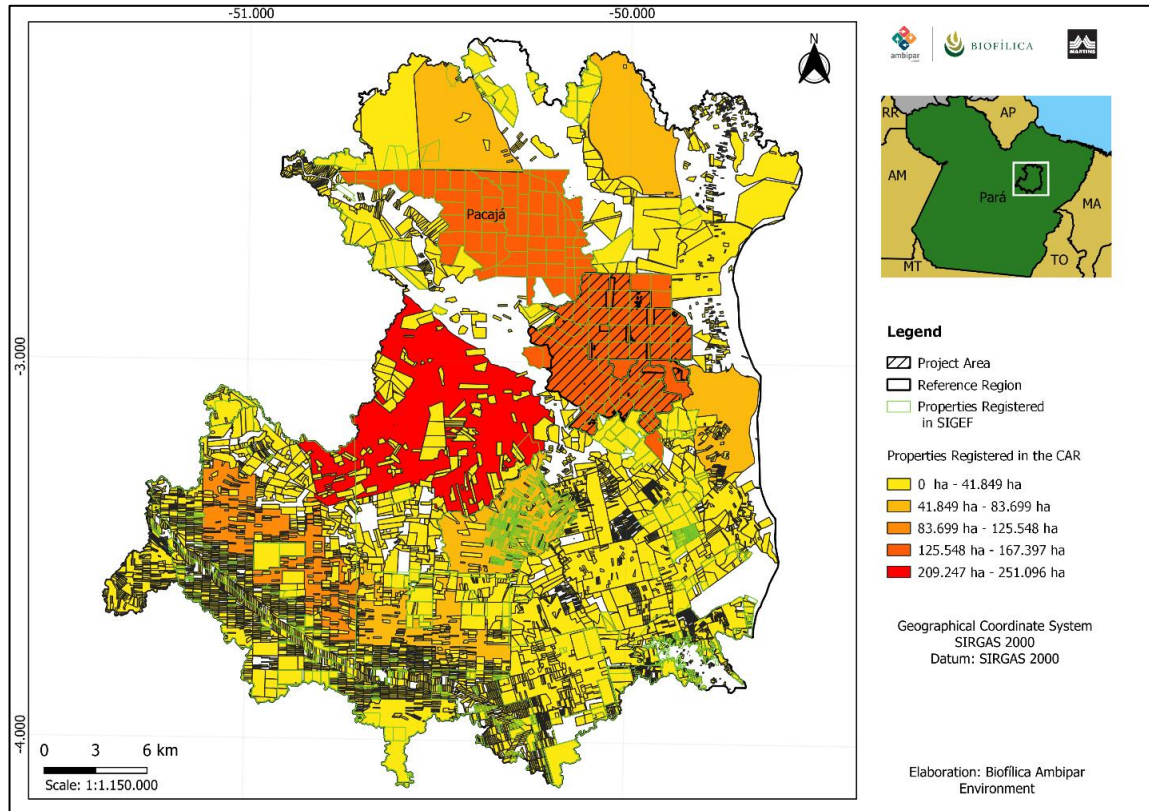 -51.000
-50.000
-3.000
-4.000
N
Pacajá
0 3 6 km
Scale: 1:1.150.000
ambipar
BIOFÍLICA
MARTINS
RR
AP
AM
Pará
MA
MT
TO
Legend
Project Area
Reference Region
Properties Registered
in SIGEF
Properties Registered in the CAR
0 ha - 41.849 ha
41.849 ha - 83.699 ha
83.699 ha - 125.548 ha
125.548 ha - 167.397 ha
209.247 ha - 251.096 ha
Geographical Coordinate System
SIRGAS 2000
Datum: SIRGAS 2000
Elaboration: Biofílica Ambipar
Environment